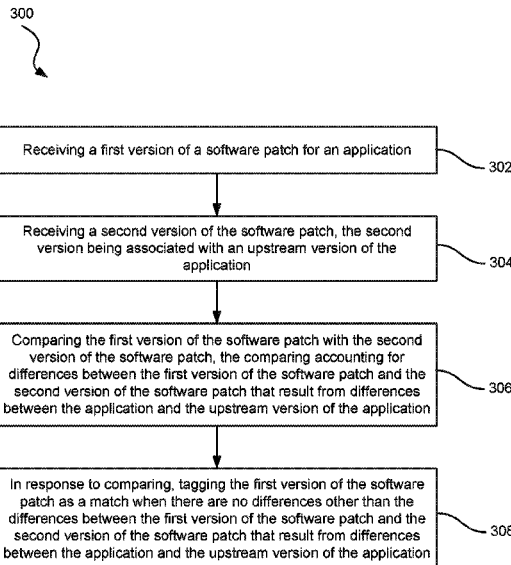 300
Receiving a first version of a software patch for an application
302
Receiving a second version of the software patch, the second
version being associated with an upstream version of the
application
304
Comparing the first version of the software patch with the second
version of the software patch, the comparing accounting for
differences between the first version of the software patch and the
second version of the software patch that result from differences
between the application and the upstream version of the application
306
In response to comparing, tagging the first version of the software
patch as a match when there are no differences other than the
differences between the first version of the software patch and the
second version of the software patch that result from differences
between the application and the upstream version of the application
308